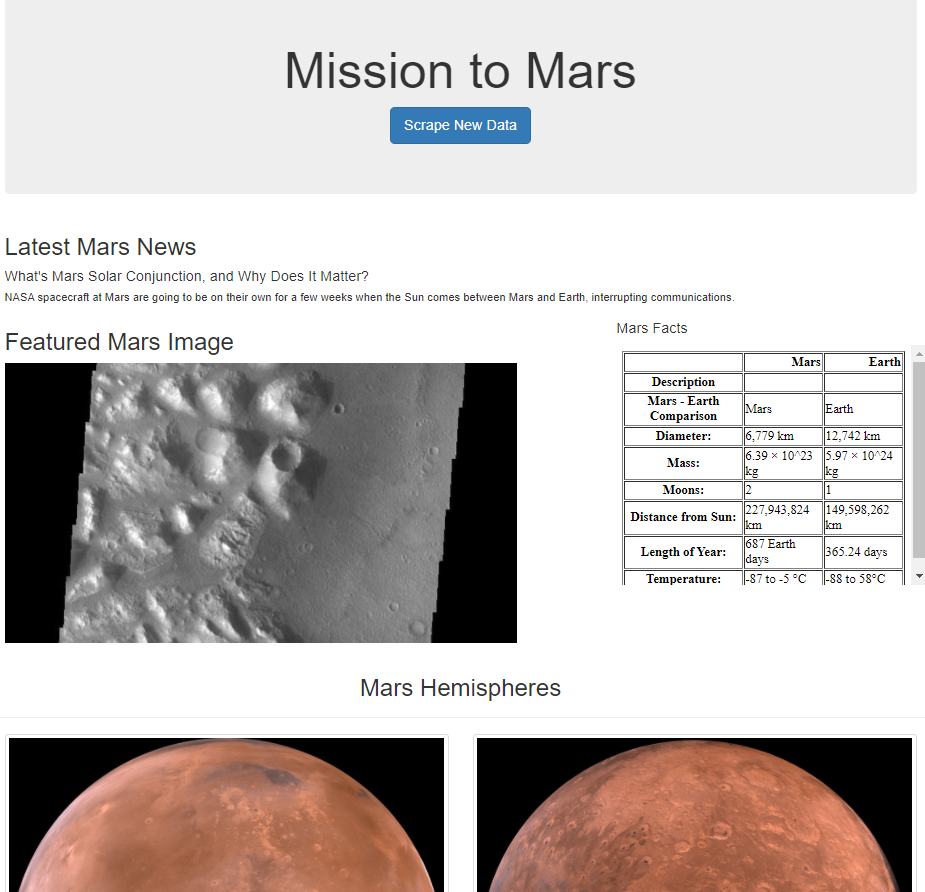 Mission to Mars
Scrape New Data
Latest Mars News
What's Mars Solar Conjunction, and Why Does It Matter?
NASA spacecraft at Mars are going to be on their own for a few weeks when the Sun comes between Mars and Earth, interrupting communications.
Featured Mars Image
Mars Facts
Mars Earth
Description
Mars - Earth
Comparison Mars Earth
Diameter: 6,779 km 12,742 km
Mass: 6.39 × 10^23 kg 5.97 × 10^24 kg
Moons: 2 1
Distance from Sun: 227,943,824 km 149,598,262 km
Length of Year: 687 Earth days 365.24 days
Temperature: -87 to -5 °C -88 to 58°C
Mars Hemispheres